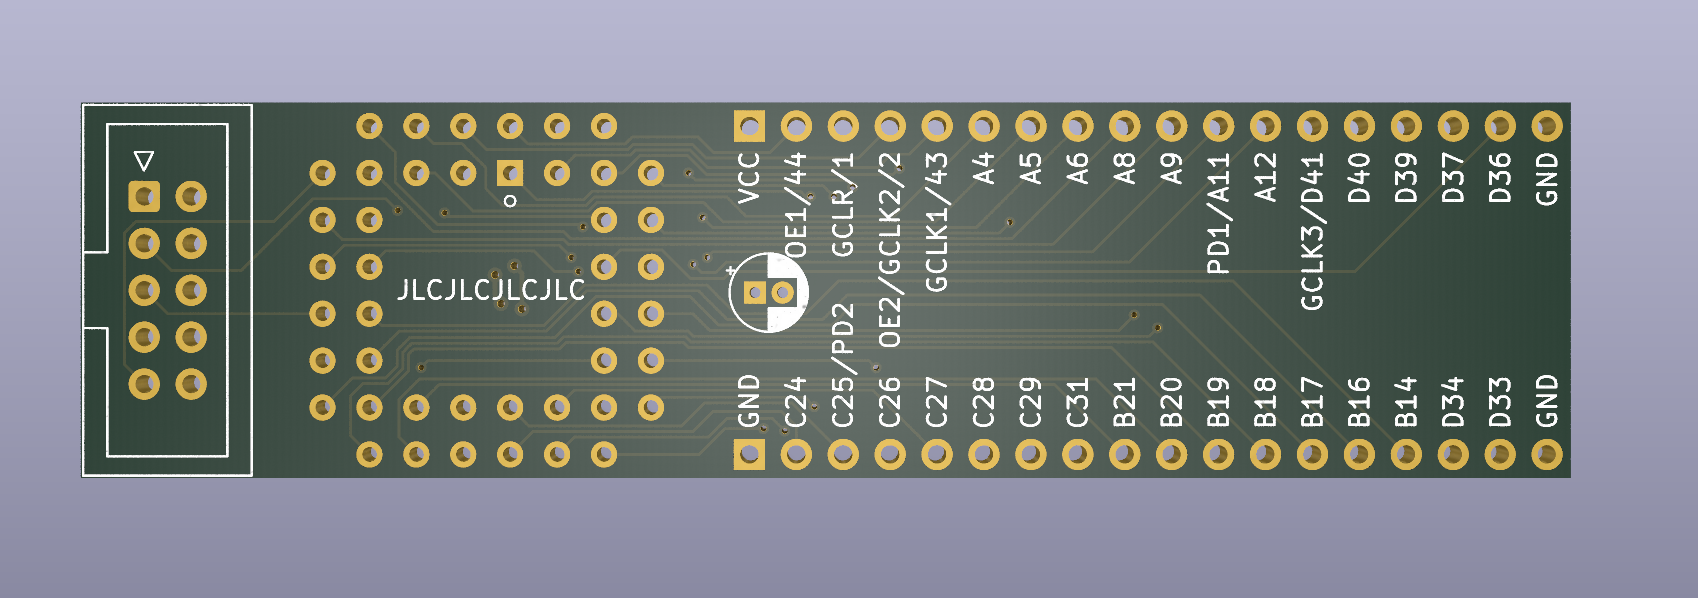 VCC
OE1/44
GCLR/1
OE2/GCLK2/2
GCLK1/43
A4
A5
A6
A8
A9
PD1/A11
A12
GCLK3/D41
D40
D39
D37
D36
GND
JLCJLCJLCJLC
+
GND
C24
C25/PD2
C26
C27
C28
C29
C31
B21
B20
B19
B18
B17
B16
B14
D34
D33
GND